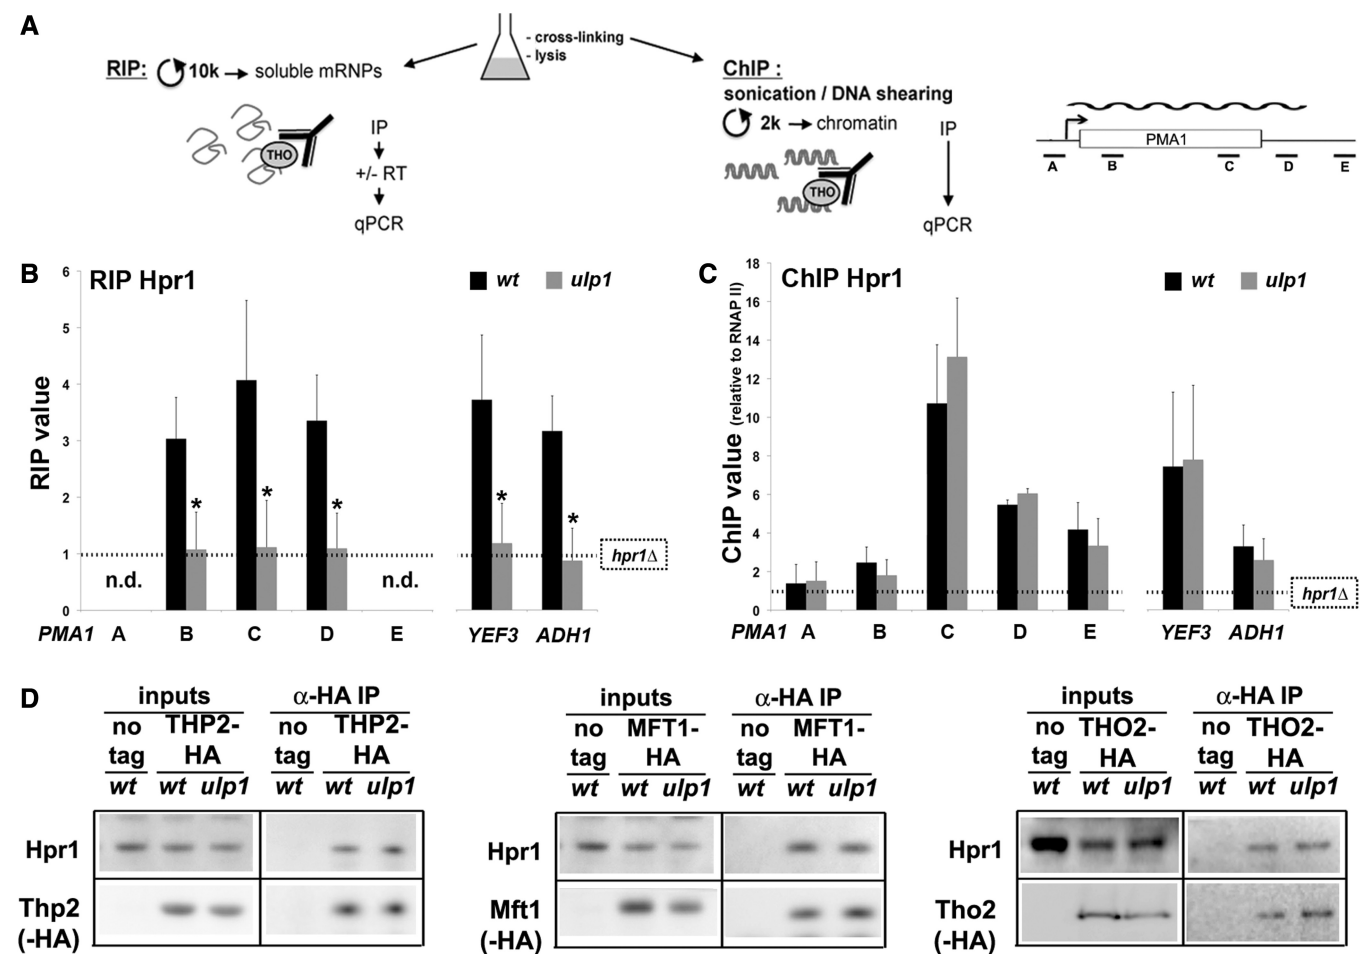 A
- cross-linking
- lysis
RIP: 10k → soluble mRNPs
THO
IP
+/- RT
qPCR
ChIP :
sonication / DNA shearing
2k → chromatin
IP
THO
qPCR
PMA1
A B C D E
B
RIP Hpr1
wt ulp1
RIP value
6
5
4
3
2
1
0
* * * * *
n.d. n.d.
hpr1Δ
PMA1 A B C D E YEF3 ADH1
C
ChIP Hpr1
wt ulp1
ChIP value (relative to RNAP II)
18
16
14
12
10
8
6
4
2
0
hpr1Δ
PMA1 A B C D E YEF3 ADH1
D
inputs α-HA IP
no tag THP2-HA no tag THP2-HA
wt wt ulp1 wt wt ulp1
Hpr1
Thp2
(-HA)
inputs α-HA IP
no tag MFT1-HA no tag MFT1-HA
wt wt ulp1 wt wt ulp1
Hpr1
Mft1
(-HA)
inputs α-HA IP
no tag THO2-HA no tag THO2-HA
wt wt ulp1 wt wt ulp1
Hpr1
Tho2
(-HA)